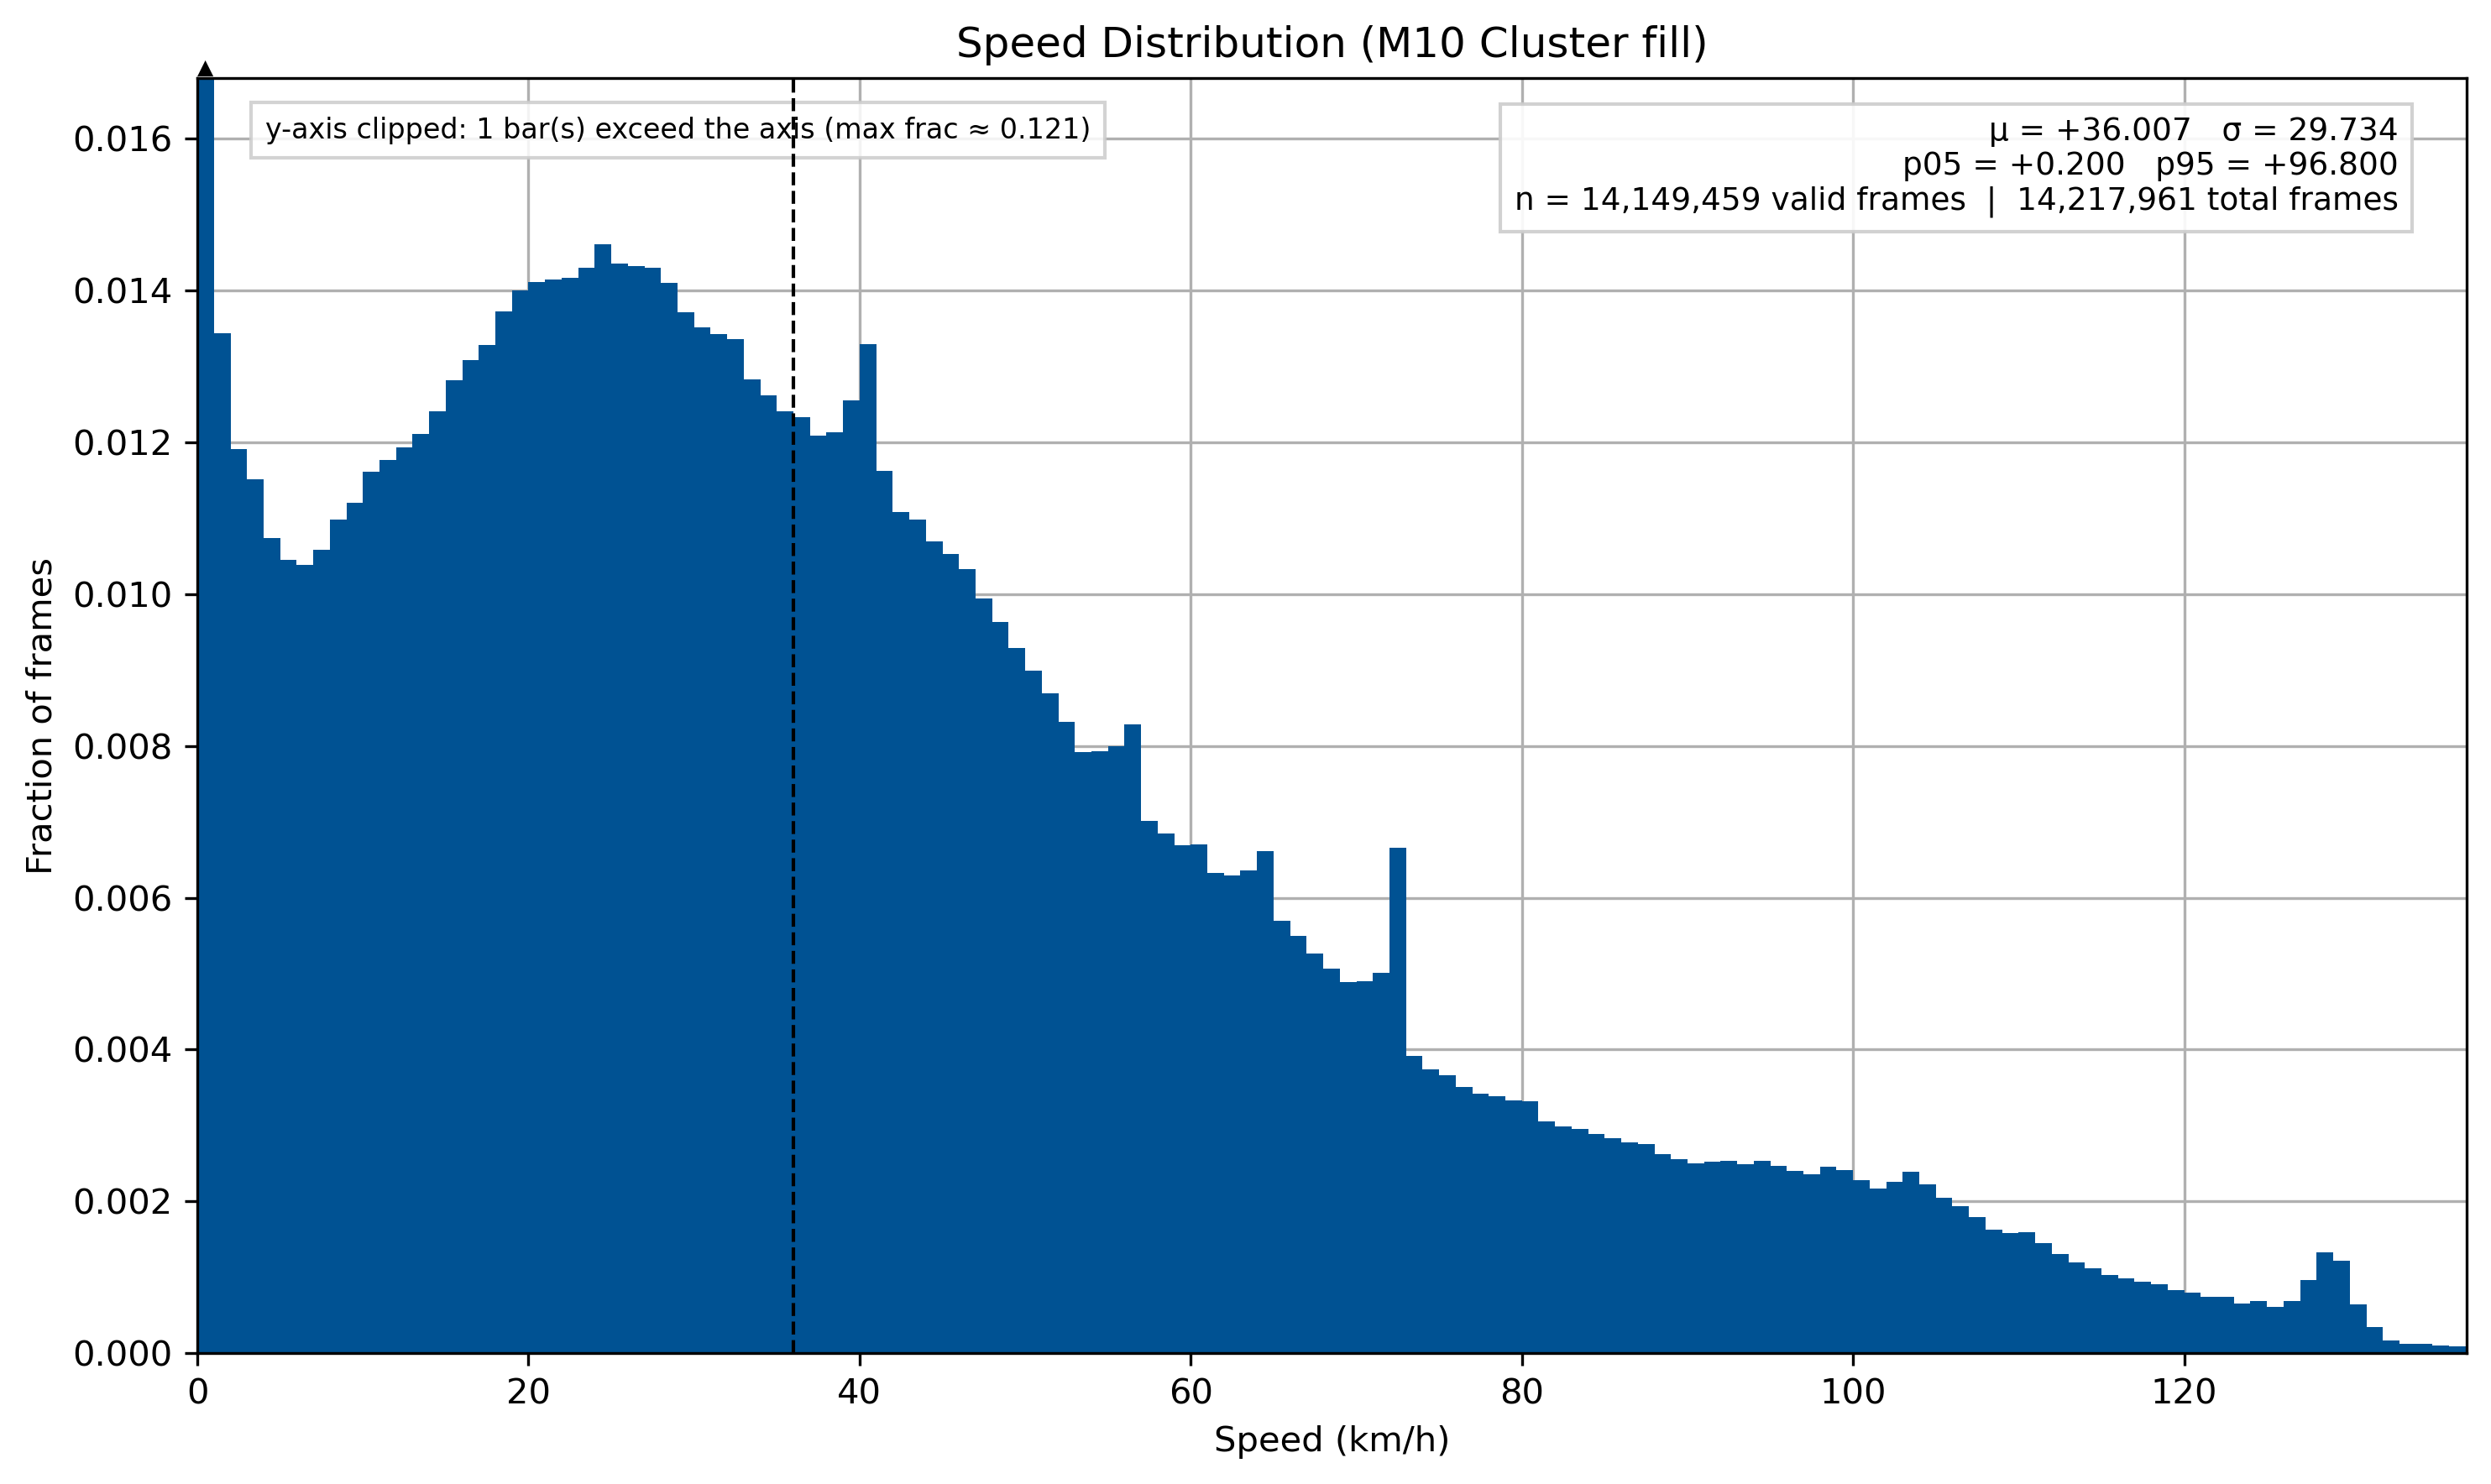 Speed Distribution (M10 Cluster fill)
y-axis clipped: 1 bar(s) exceed the axis (max frac ≈ 0.121)
μ = +36.007   σ = 29.734
p05 = +0.200   p95 = +96.800
n = 14,149,459 valid frames  |  14,217,961 total frames
Fraction of frames
0.016
0.014
0.012
0.010
0.008
0.006
0.004
0.002
0.000
0 20 40 60 80 100 120
Speed (km/h)